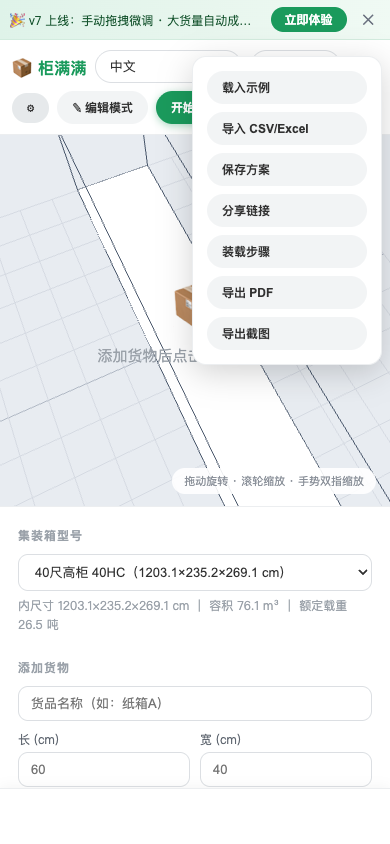 🎉 v7 上线：手动拖拽微调 · 大货量自动成…
立即体验
柜满满
中文
⚙
✎ 编辑模式
开始
载入示例
导入 CSV/Excel
保存方案
分享链接
装载步骤
导出 PDF
导出截图
添加货物后点击
拖动旋转 · 滚轮缩放 · 手势双指缩放
集装箱型号
40尺高柜 40HC（1203.1×235.2×269.1 cm）
内尺寸 1203.1×235.2×269.1 cm ｜ 容积 76.1 m³ ｜ 额定载重
26.5 吨
添加货物
货品名称（如：纸箱A）
长 (cm)
宽 (cm)
60
40